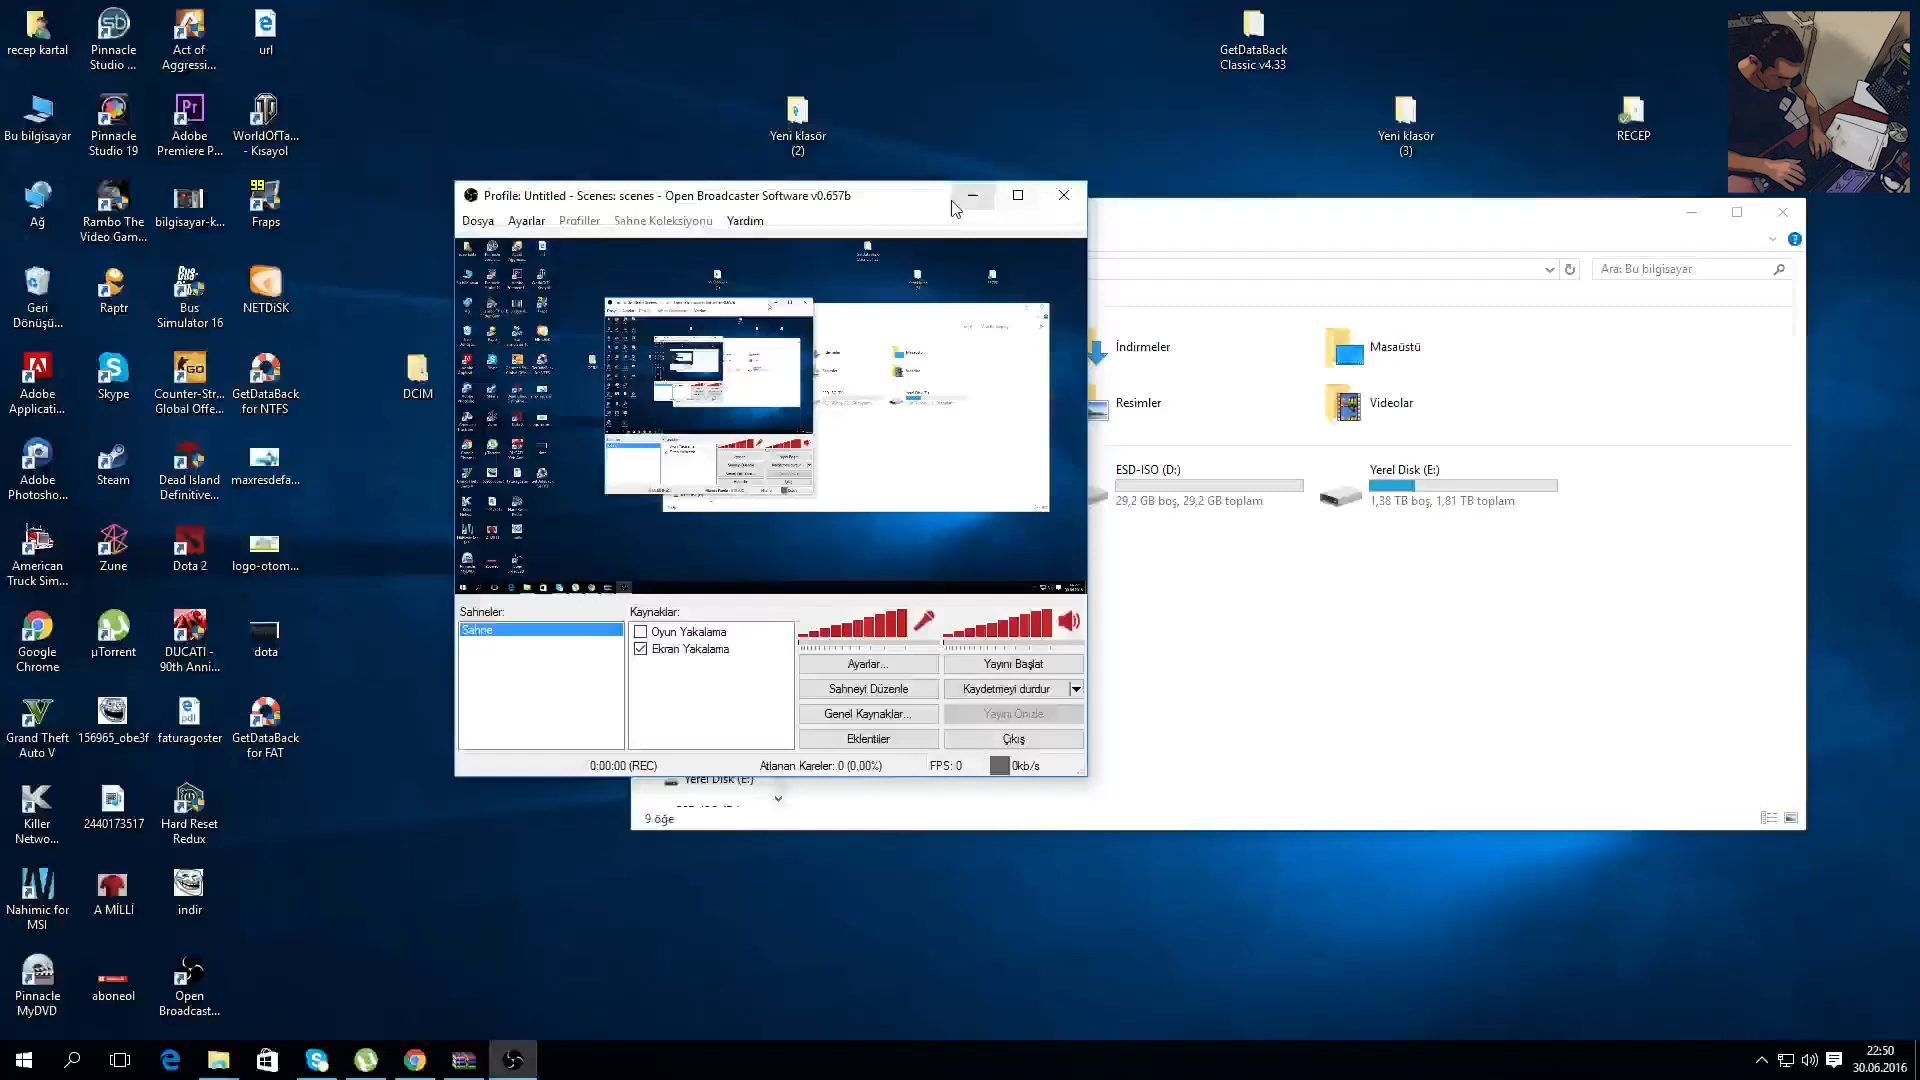 recep kartal
Pinnacle
Studio ...
Act of
Aggressi...
url
GetDataBack
Classic v4.33
Bu bilgisayar
Pinnacle
Studio 19
Adobe
Premiere P...
WorldOfTa...
- Kısayol
Yeni klasör
(2)
Yeni klasör
(3)
RECEP
Ağ
Rambo The
Video Gam...
bilgisayar-k...
99
Fraps
Geri
Dönüşü...
Raptr
Bus
Simulator 16
NETDiSK
Adobe
Applicati...
Skype
Counter-Str...
Global Offe...
GetDataBack
for NTFS
DCIM
Adobe
Photosho...
Steam
Dead Island
Definitive...
maxresdefa...
American
Truck Sim...
Zune
Dota 2
logo-otom...
Google
Chrome
µTorrent
DUCATI -
90th Anni...
dota
Grand Theft
Auto V
156965_obe3f
faturagoster
GetDataBack
for FAT
Killer
Netwo...
2440173517
Hard Reset
Redux
Nahimic for
MSI
A MİLLİ
indir
Pinnacle
MyDVD
aboneol
Open
Broadcast...
Profile: Untitled - Scenes: scenes - Open Broadcaster Software v0.657b
Dosya Ayarlar Profiller Sahne Koleksiyonu Yardım
Sahneler:
Sahne
Kaynaklar:
Oyun Yakalama
Ekran Yakalama
Ayarlar...
Yayını Başlat
Sahneyi Düzenle
Kaydetmeyi durdur
Genel Kaynaklar...
Yayını Önizle
Eklentiler
Çıkış
0:00:00 (REC)
Atlanan Kareler: 0 (0,00%)
FPS: 0
0kb/s
Ara: Bu bilgisayar
İndirmeler
Masaüstü
Resimler
Videolar
ESD-ISO (D:)
29,2 GB boş, 29,2 GB toplam
Yerel Disk (E:)
1,38 TB boş, 1,81 TB toplam
Yerel Disk (E:)
9 öğe
22:50
30.06.2016